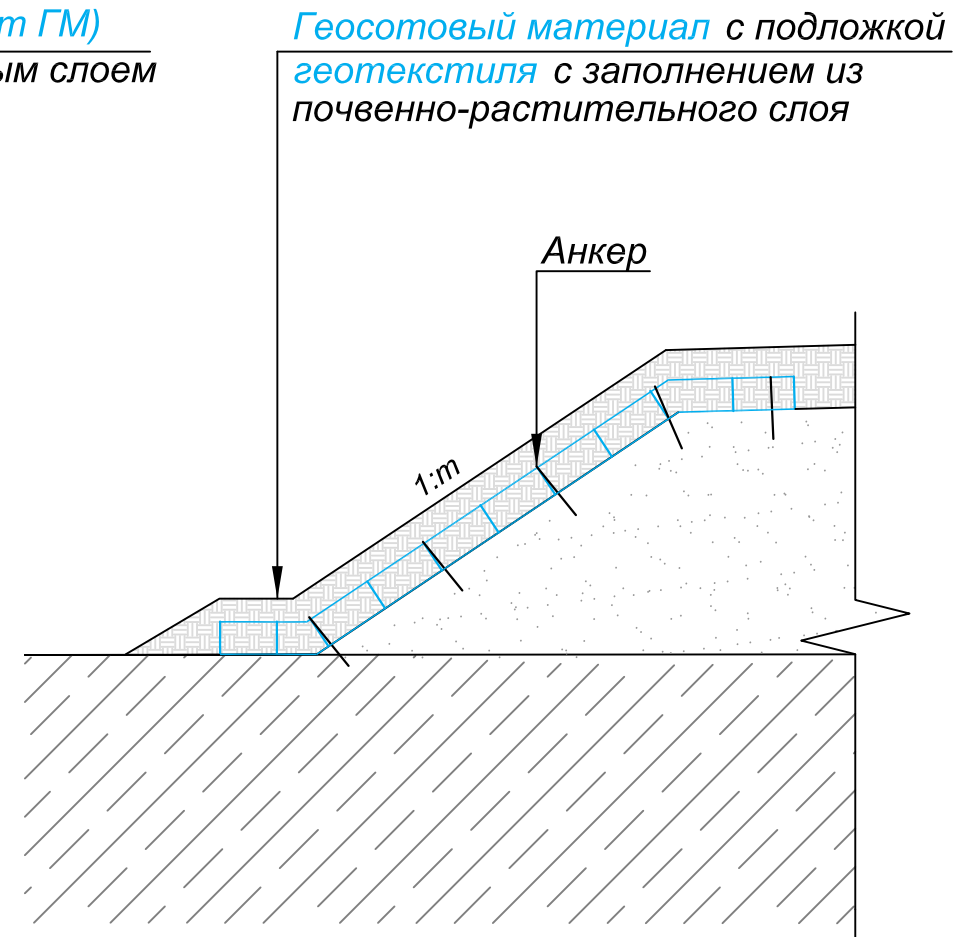 т ГМ)
ым слоем
Геосотовый материал с подложкой
геотекстиля с заполнением из
почвенно-растительного слоя
Анкер
1:m